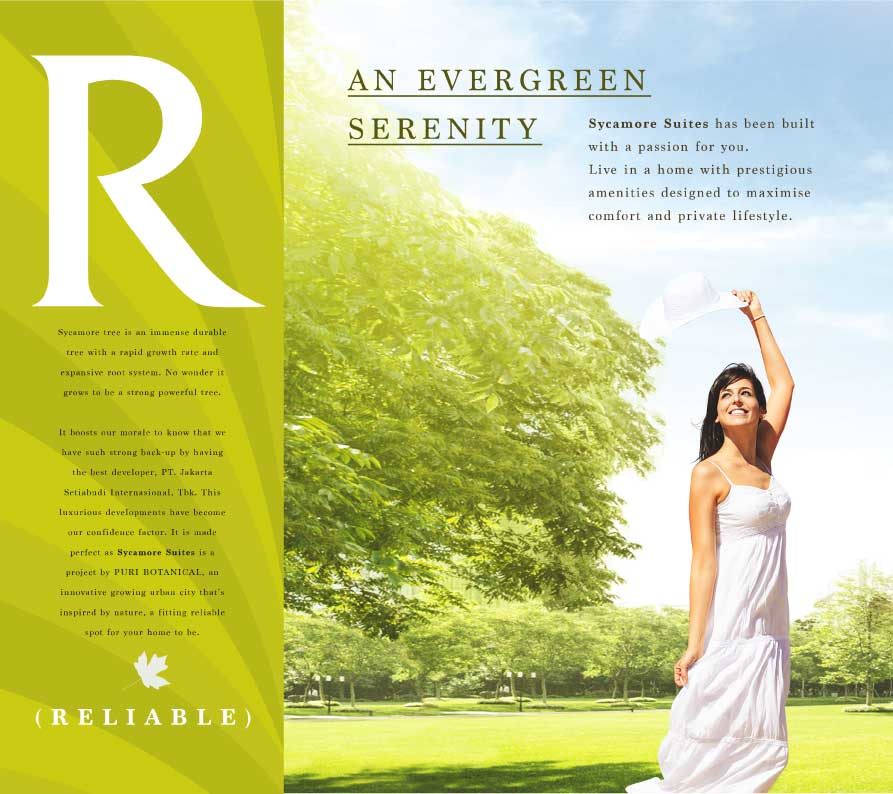 R
Sycamore tree is an immense durable
tree with a rapid growth rate and
expansive root system. No wonder it
grows to be a strong powerful tree.
It boosts our morale to know that we
have such strong back-up by having
the best developer, PT. Jakarta
Setiabudi Internasional, Tbk. This
luxurious developments have become
our confidence factor. It is made
perfect as Sycamore Suites is a
project by PURI BOTANICAL, an
innovative growing urban city that's
inspired by nature, a fitting reliable
spot for your home to be.
(RELIABLE)
AN EVERGREEN
SERENITY
Sycamore Suites has been built
with a passion for you.
Live in a home with prestigious
amenities designed to maximise
comfort and private lifestyle.